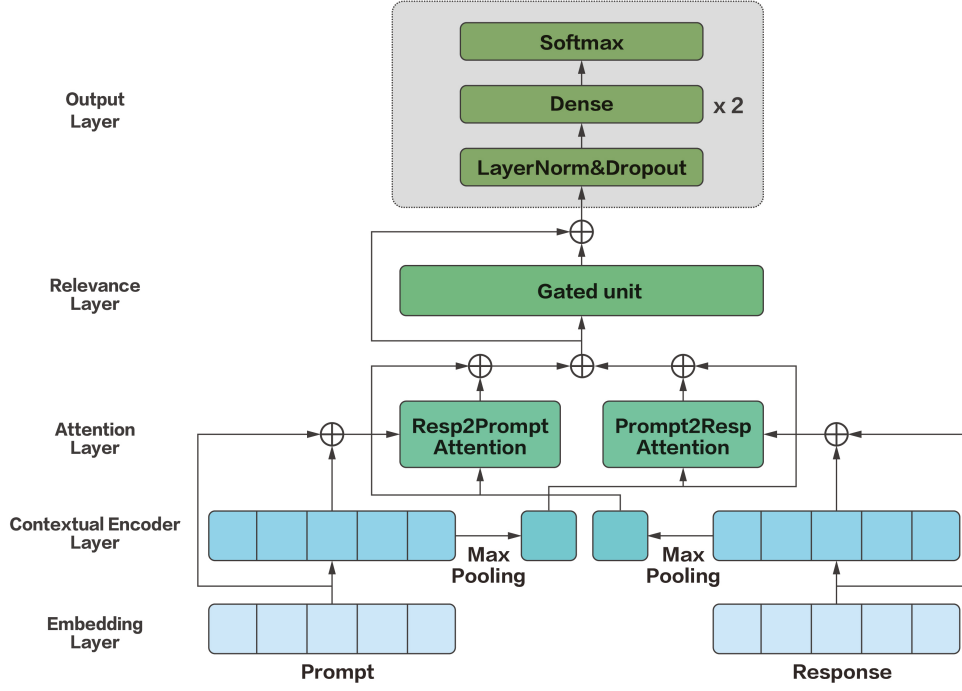 Softmax
Output
Layer
Dense
x 2
LayerNorm&Dropout
Relevance
Layer
Gated unit
Attention
Layer
Resp2Prompt
Attention
Prompt2Resp
Attention
Contextual Encoder
Layer
Max
Pooling
Max
Pooling
Embedding
Layer
Prompt
Response